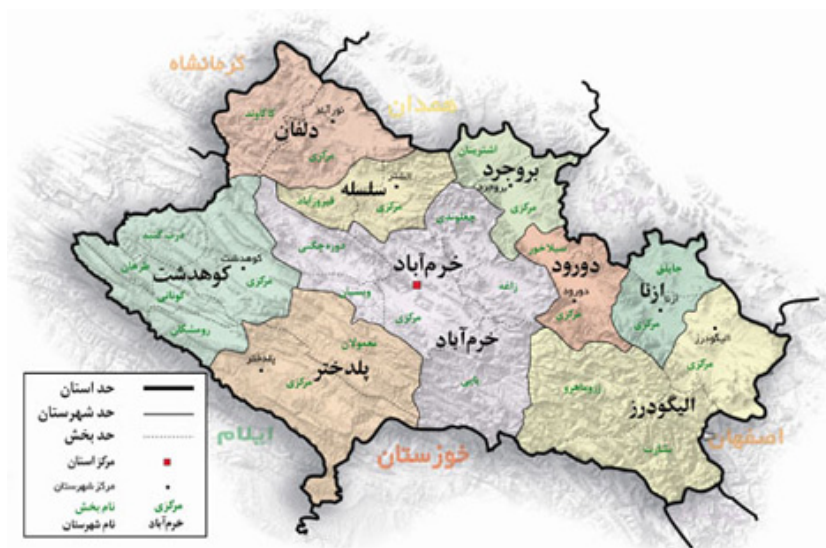 کرمانشاه
همدان
نورآباد
کاکاوند
دلفان
مرکزی
اشترینان
بروجرد
بروجرد
مرکزی
الشتر
سلسله
فیروزآباد
مرکزی
چغلوندی
درب گنبد
کوهدشت
کوهدشت
طرهان
مرکزی
کونانی
رومشگان
دوره چگنی
خرم‌آباد
ویسیان
زاغه
مرکزی
خرم‌آباد
پاپی
سیلاخور
دورود
دورود
مرکزی
جاپلق
ازنا
ازنا
مرکزی
الیگودرز
مرکزی
الیگودرز
زز و ماهرو
بشارت
معمولان
پلدختر
پلدختر
مرکزی
ایلام
خوزستان
اصفهان
حد استان
حد شهرستان
حد بخش
مرکز استان
مرکز شهرستان
نام بخش مرکزی
نام شهرستان خرم‌آباد